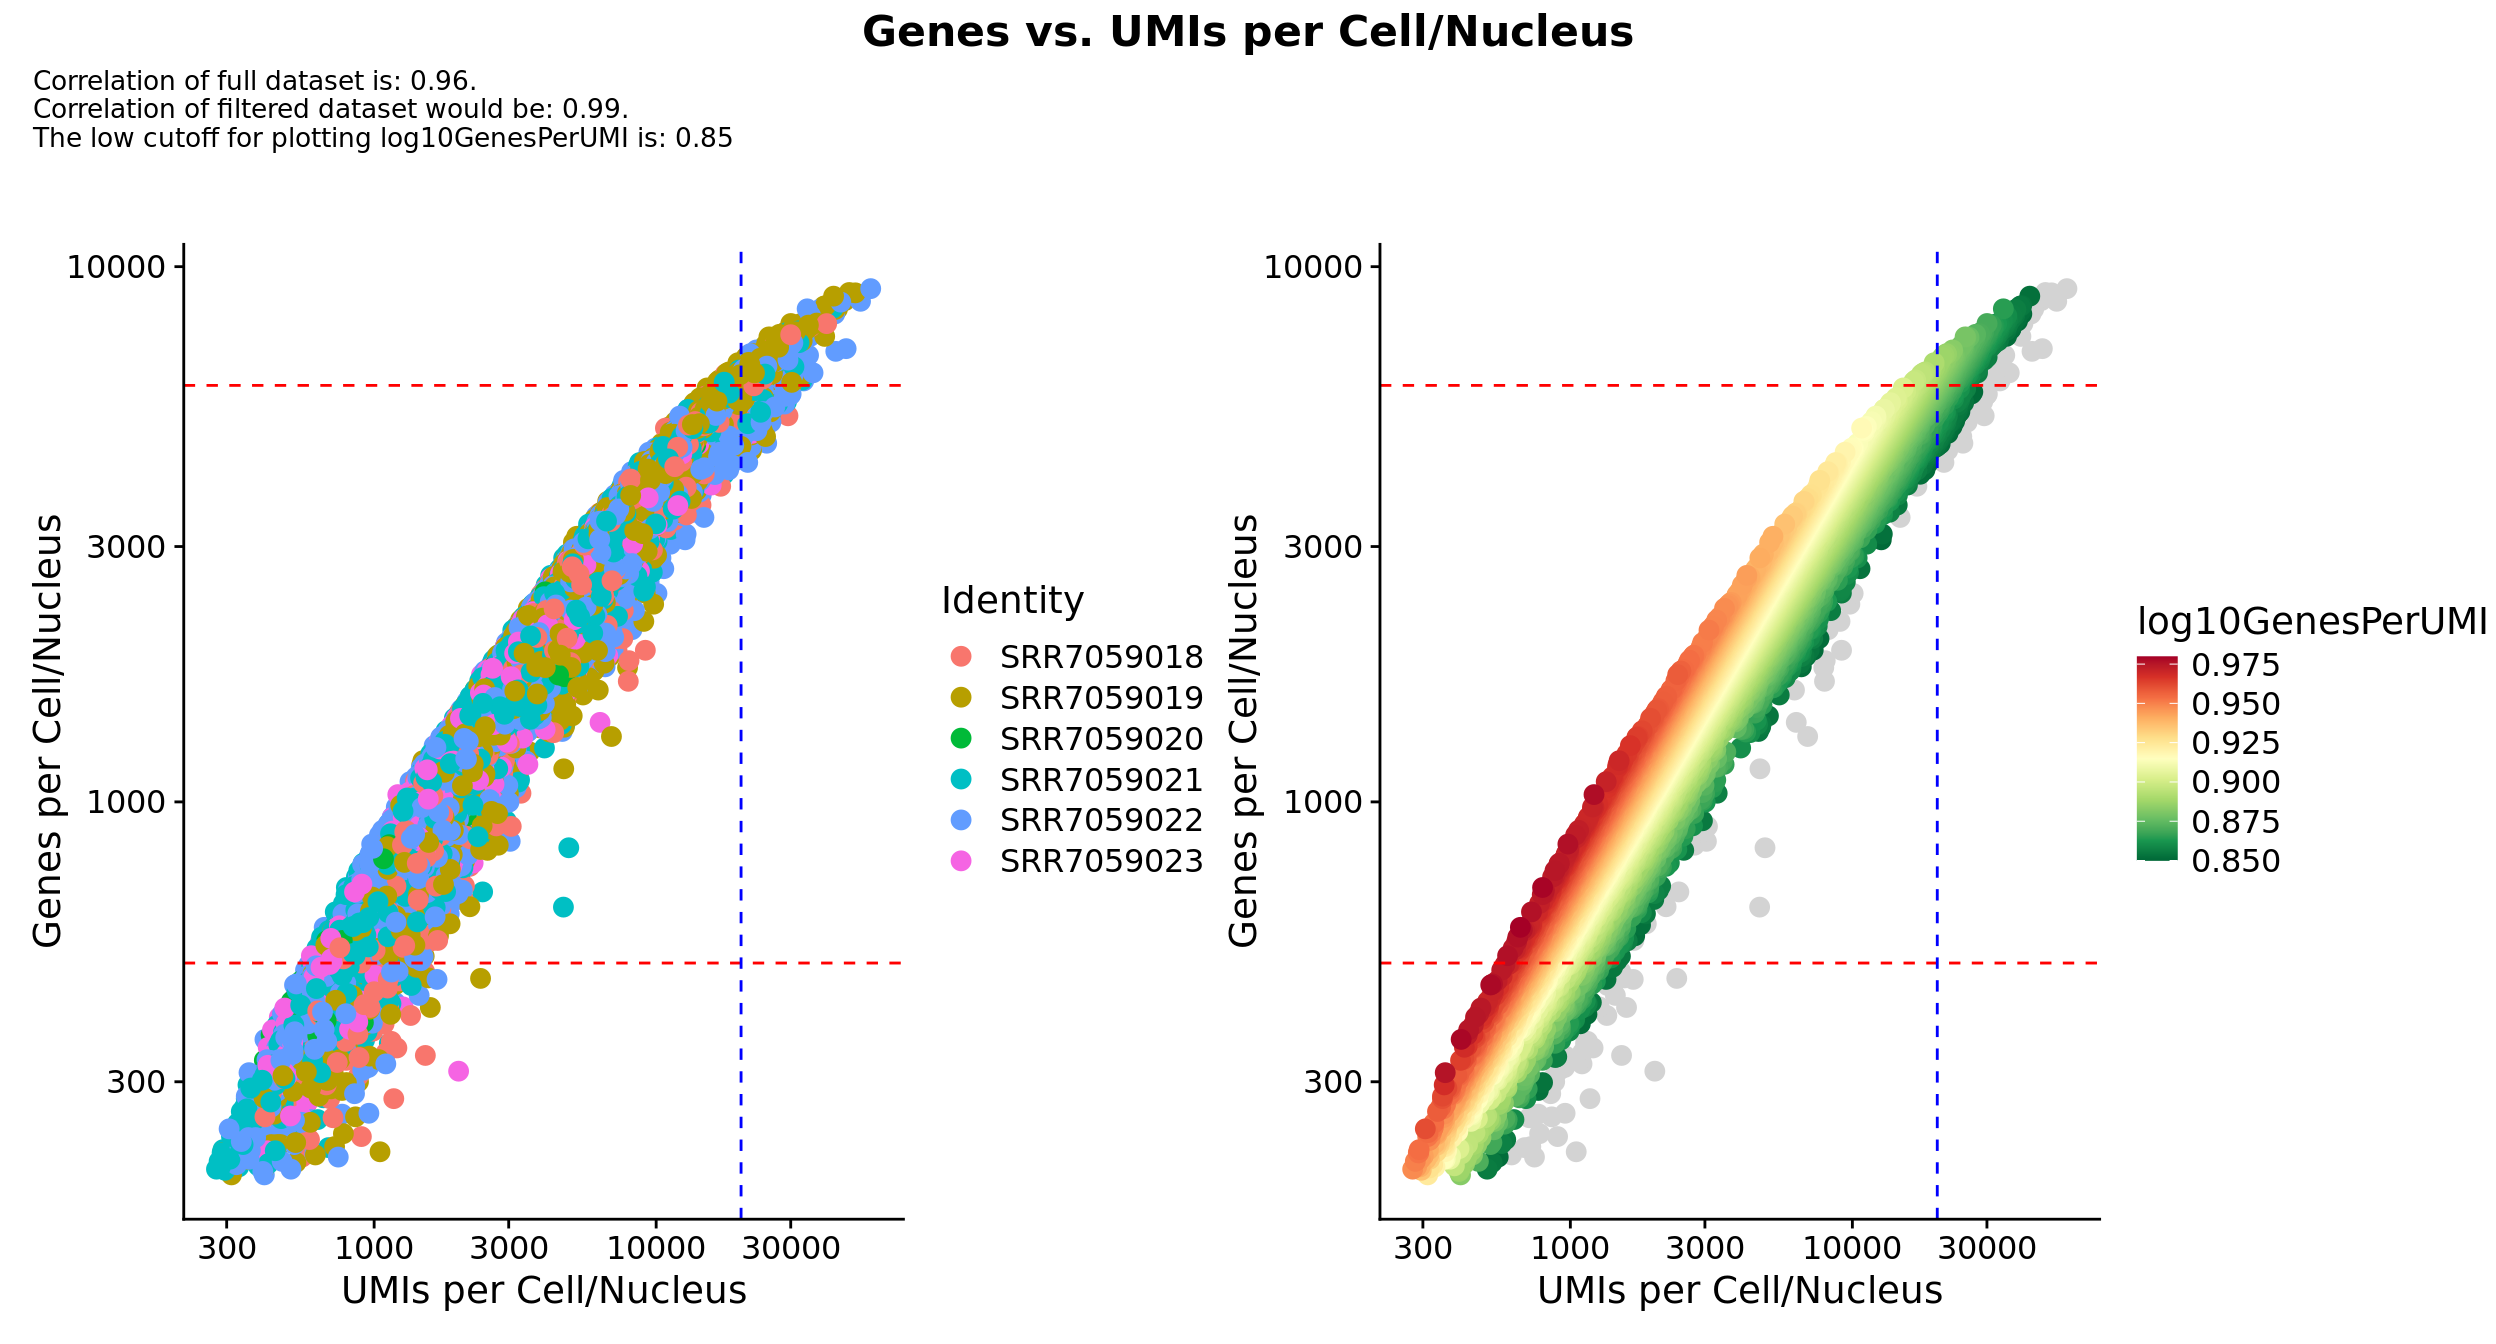 Genes vs. UMIs per Cell/Nucleus
Correlation of full dataset is: 0.96.
Correlation of filtered dataset would be: 0.99.
The low cutoff for plotting log10GenesPerUMI is: 0.85
Genes per Cell/Nucleus
10000
3000
1000
300
300
1000
3000
10000
30000
UMIs per Cell/Nucleus
Identity
SRR7059018
SRR7059019
SRR7059020
SRR7059021
SRR7059022
SRR7059023
Genes per Cell/Nucleus
10000
3000
1000
300
300
1000
3000
10000
30000
UMIs per Cell/Nucleus
log10GenesPerUMI
0.975
0.950
0.925
0.900
0.875
0.850